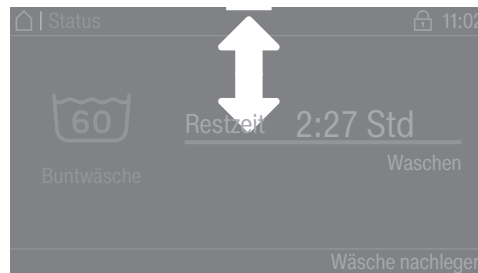 Status 11:02
60
Restzeit 2:27 Std
Waschen
Buntwäsche
Wäsche nachlegen